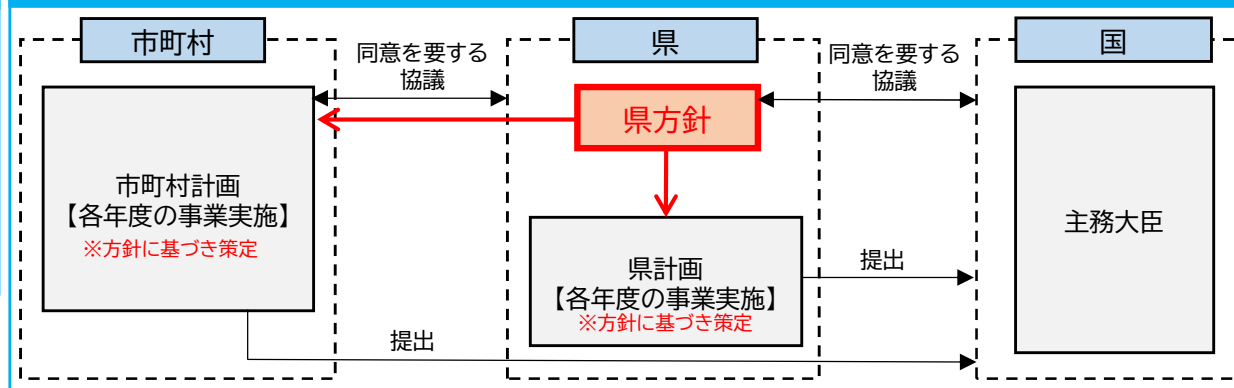 市町村
県
国
同意を要する
協議
同意を要する
協議
県方針
市町村計画
【各年度の事業実施】
※方針に基づき策定
主務大臣
県計画
【各年度の事業実施】
※方針に基づき策定
提出
提出